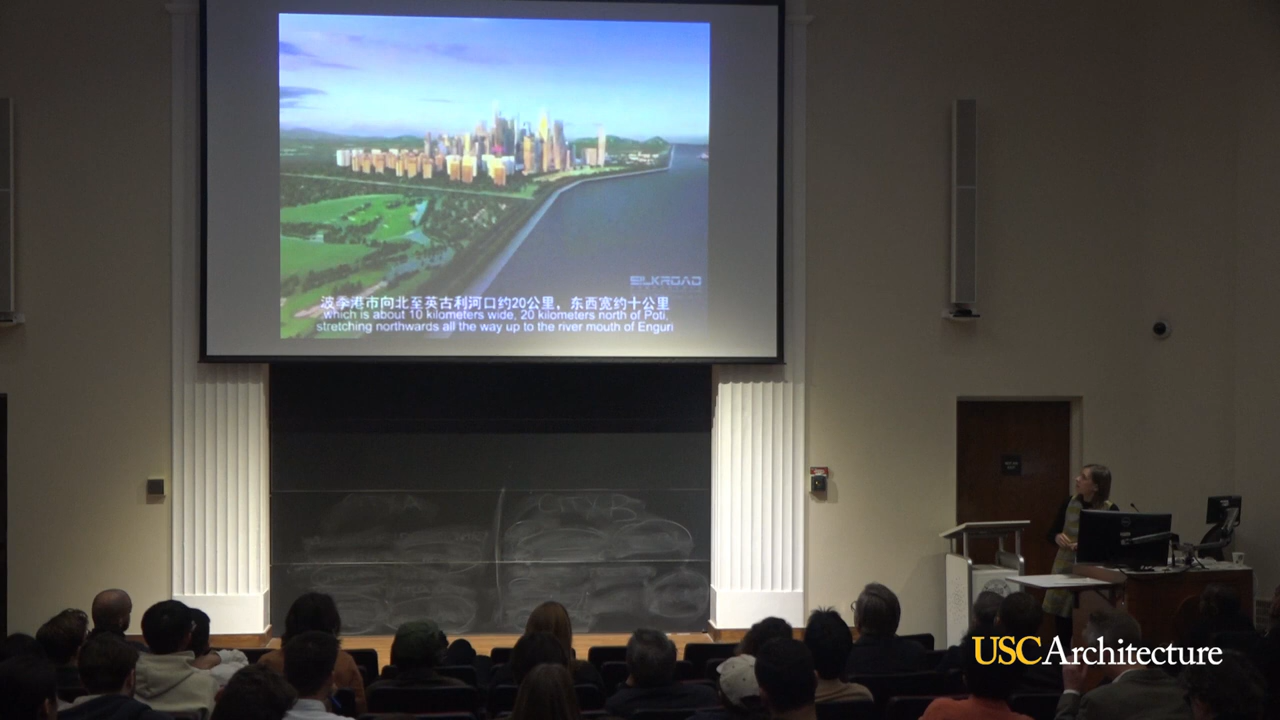 SILKROAD
波季港市向北至英古利河口约20公里，东西宽约十公里
which is about 10 kilometers wide, 20 kilometers north of Poti,
stretching northwards all the way up to the river mouth of Enguri
USCArchitecture